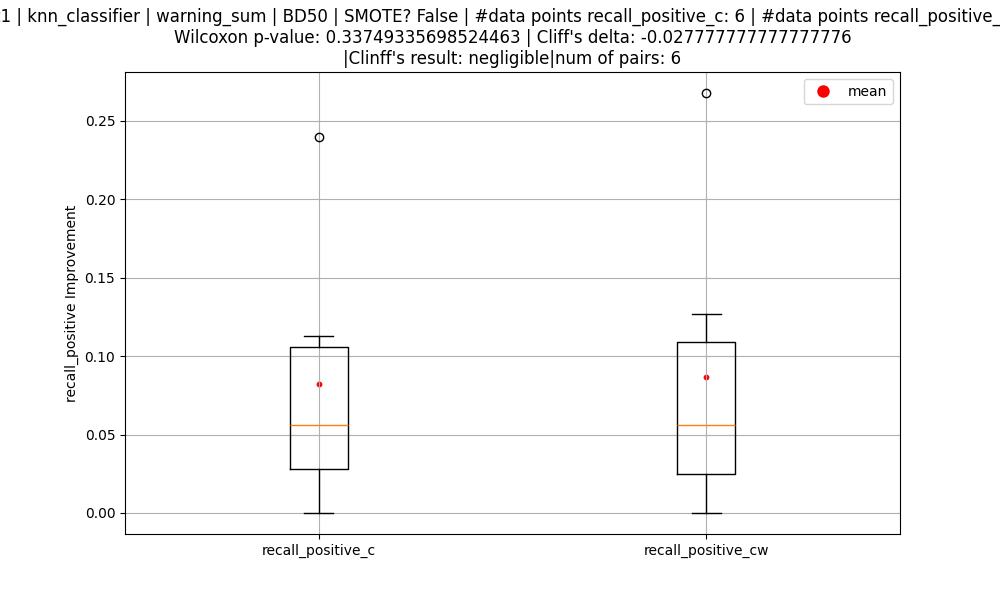 1 | knn_classifier | warning_sum | BD50 | SMOTE? False | #data points recall_positive_c: 6 | #data points recall_positive_
Wilcoxon p-value: 0.33749335698524463 | Cliff's delta: -0.027777777777777776
|Clinff's result: negligible|num of pairs: 6
mean
0.25
0.20
0.15
0.10
0.05
0.00
recall_positive Improvement
recall_positive_c
recall_positive_cw